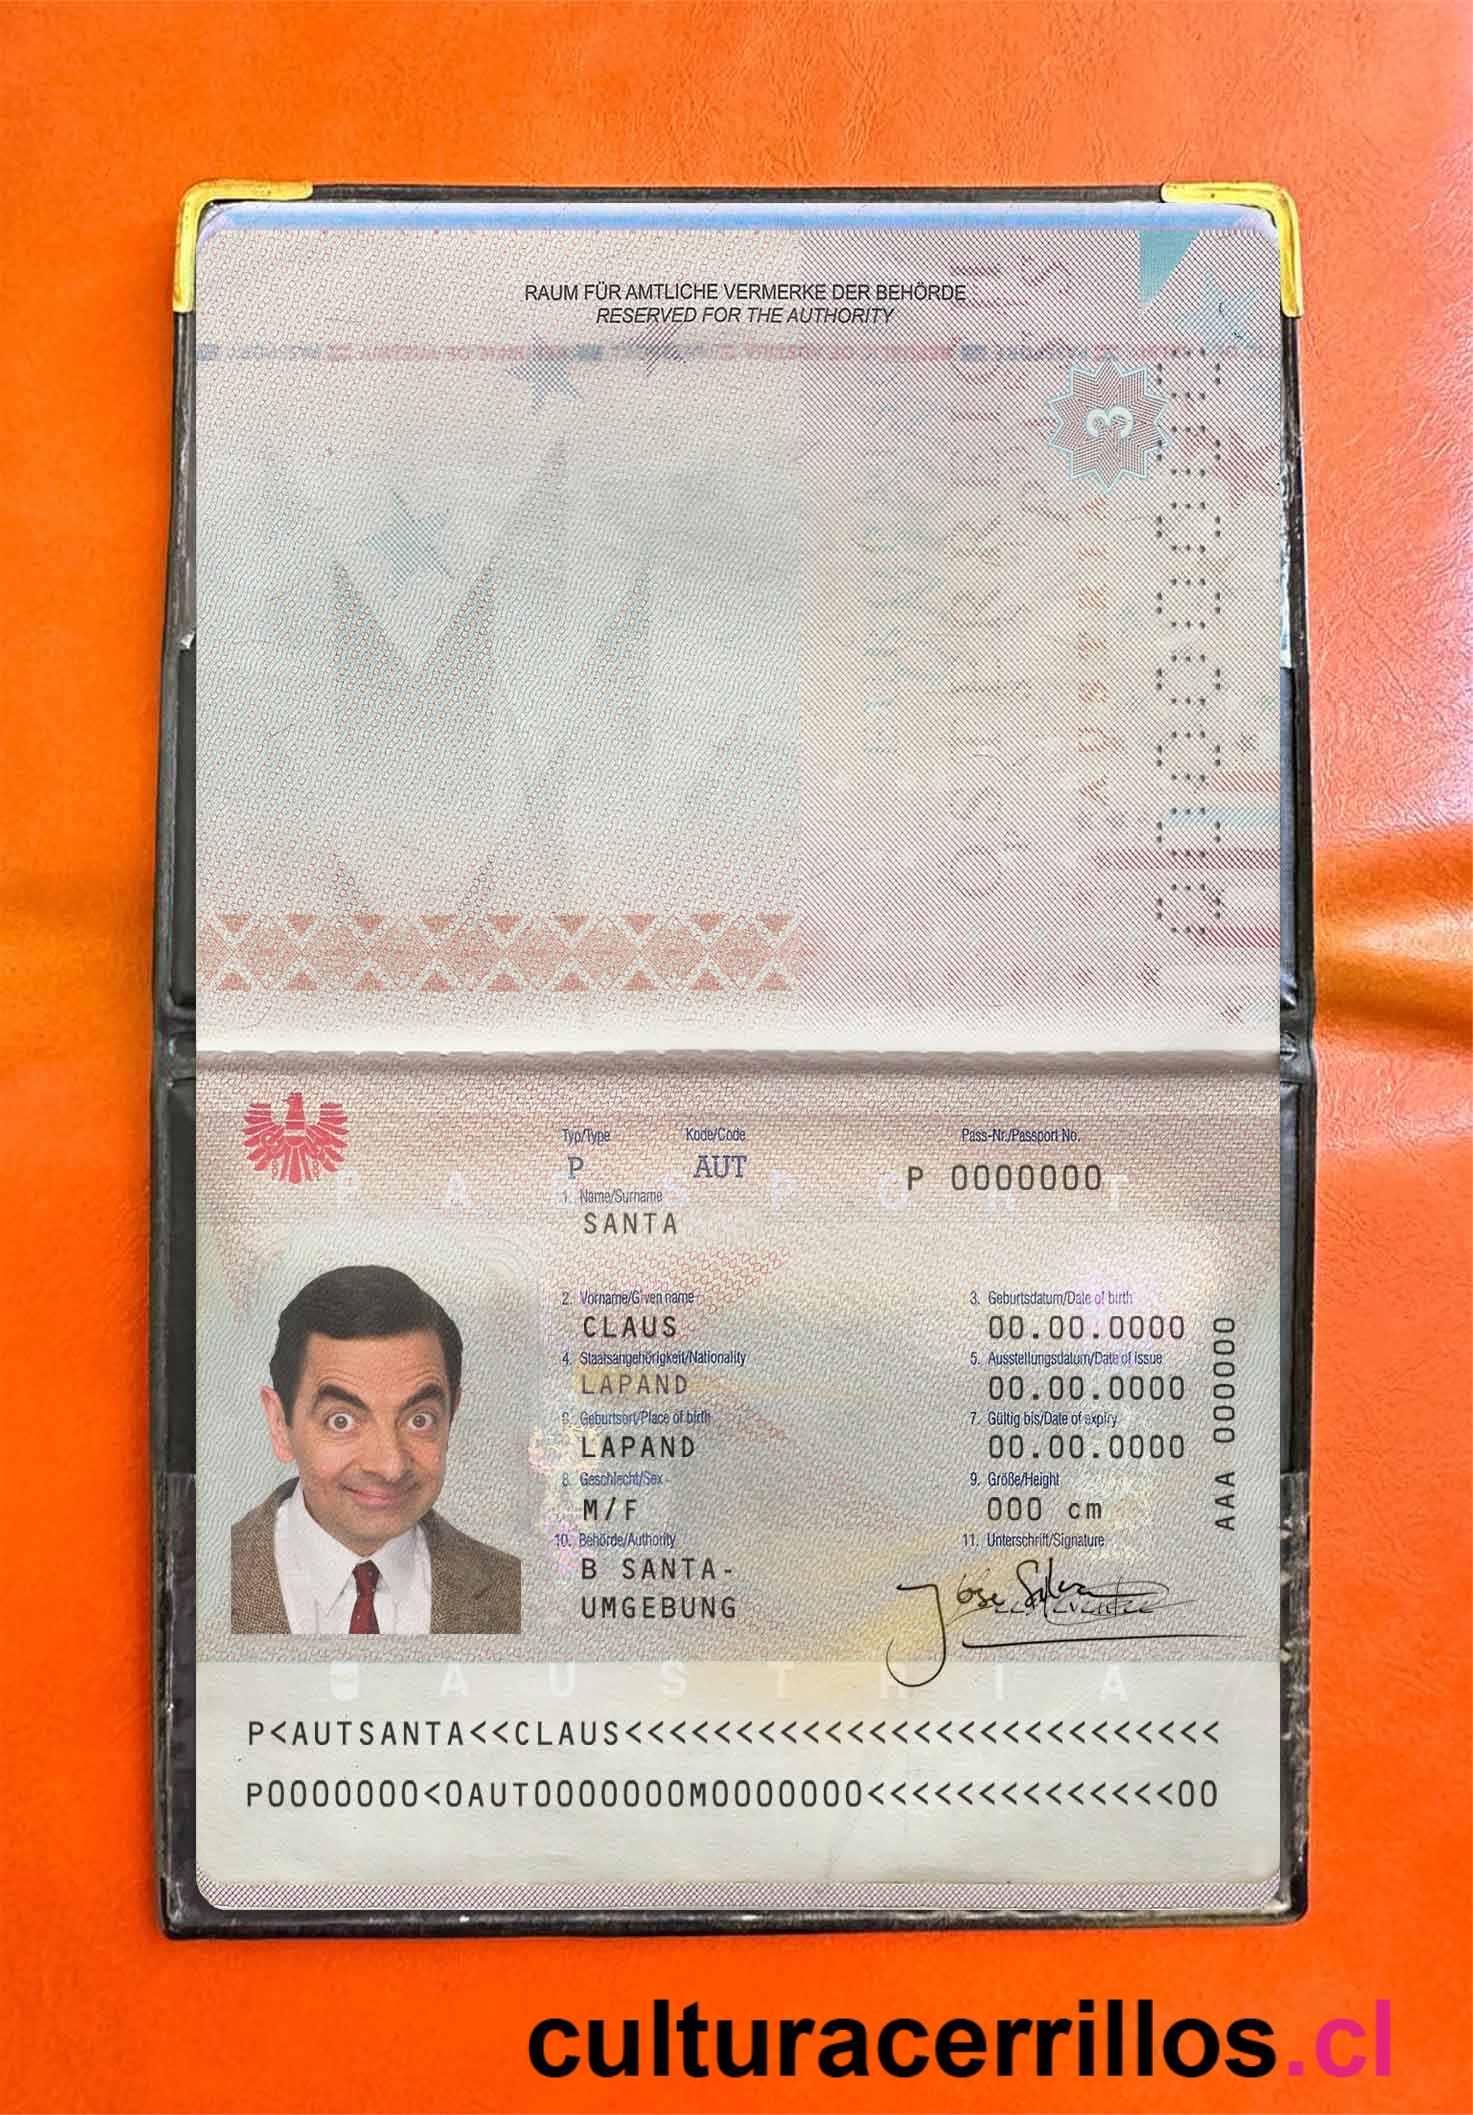 RAUM FÜR AMTLICHE VERMERKE DER BEHÖRDE
RESERVED FOR THE AUTHORITY
3
Typ/Type Kode/Code Pass-Nr./Passport No.
P AUT P 0000000
PASSPORT
1. Name/Surname
SANTA
2. Vorname/Given name 3. Geburtsdatum/Date of birth
CLAUS 00.00.0000
4. Staatsangehörigkeit/Nationality 5. Ausstellungsdatum/Date of issue
LAPAND 00.00.0000
6. Geburtsort/Place of birth 7. Gültig bis/Date of expiry
LAPAND 00.00.0000
8. Geschlecht/Sex 9. Größe/Height
M/F 000 cm
10. Behörde/Authority 11. Unterschrift/Signature
B SANTA-
UMGEBUNG
Jose Silva
AAA 000000
AUSTRIA
P<AUTSANTA<<CLAUS<<<<<<<<<<<<<<<<<<<<<<<<<<<
P0000000<0AUT0000000M0000000<<<<<<<<<<<<<<00
culturacerrillos.cl